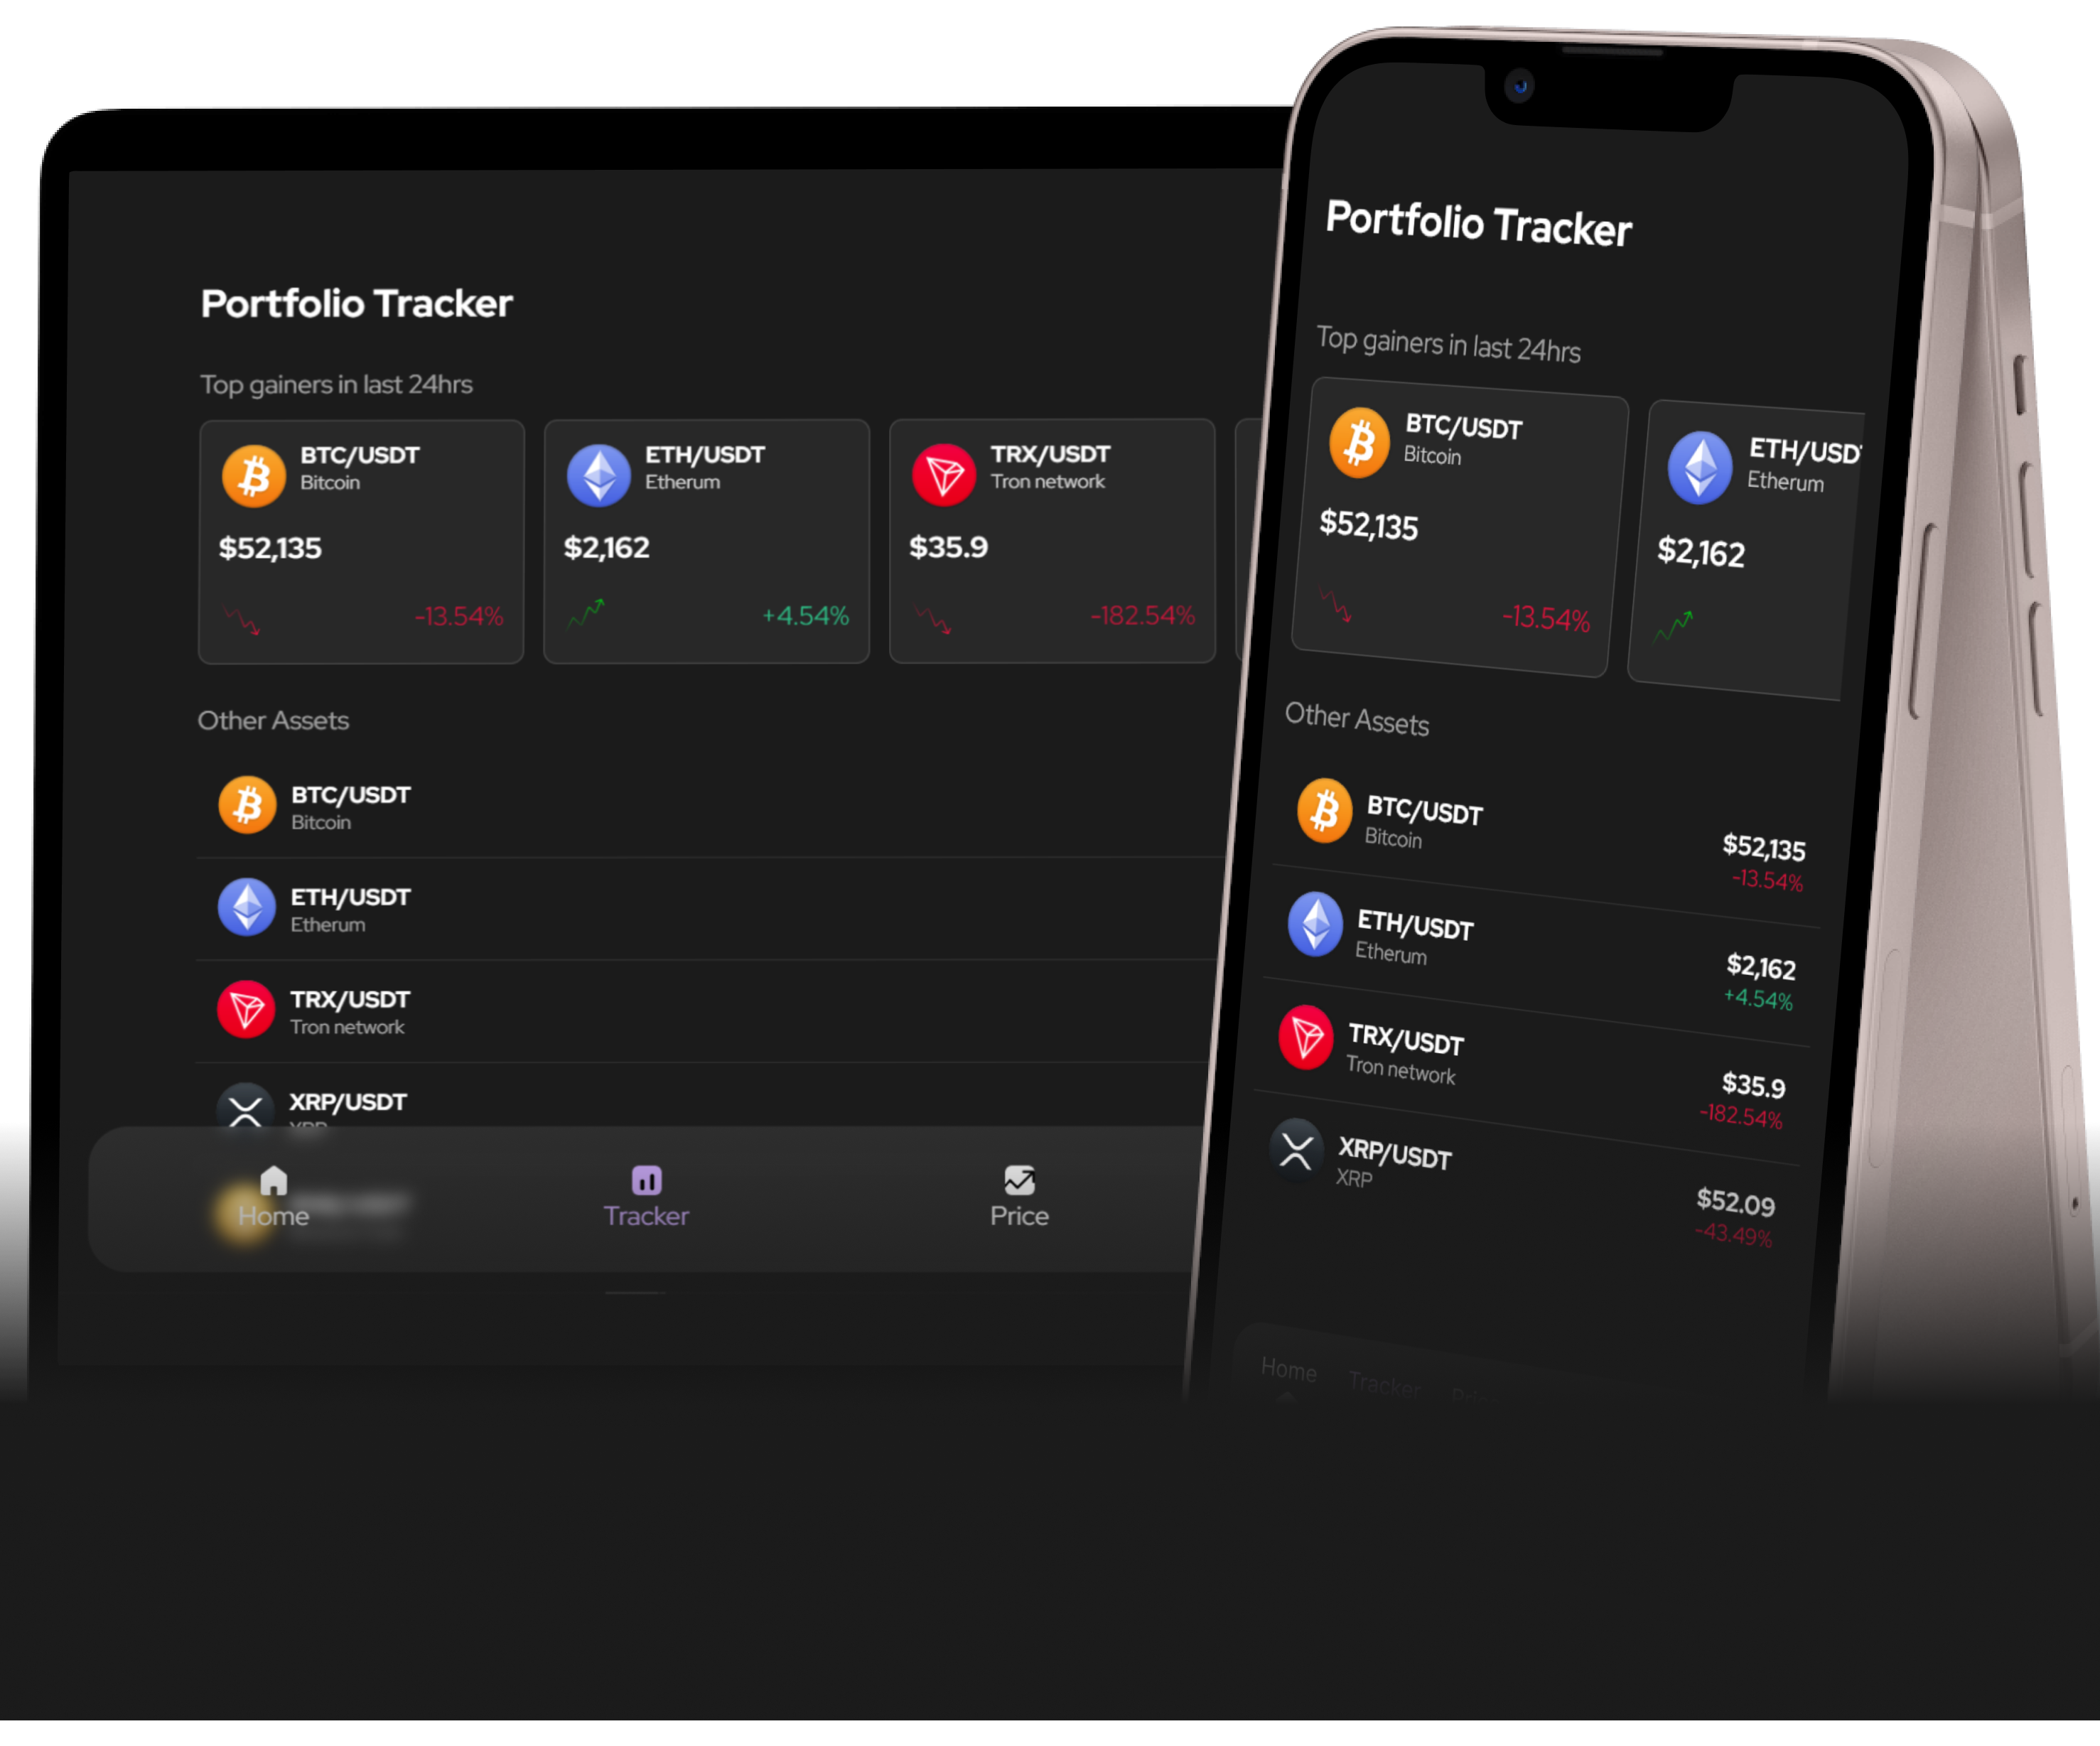 Portfolio Tracker
Top gainers in last 24hrs
BTC/USDT
Bitcoin
$52,135
-13.54%
ETH/USDT
Etherum
$2,162
+4.54%
TRX/USDT
Tron network
$35.9
-182.54%
Other Assets
BTC/USDT
Bitcoin
ETH/USDT
Etherum
TRX/USDT
Tron network
XRP/USDT
Home
Tracker
Price
Portfolio Tracker
Top gainers in last 24hrs
BTC/USDT
Bitcoin
$52,135
-13.54%
ETH/USD
Etherum
$2,162
Other Assets
BTC/USDT
Bitcoin
$52,135
-13.54%
ETH/USDT
Etherum
$2,162
+4.54%
TRX/USDT
Tron network
$35.9
-182.54%
XRP/USDT
XRP
$52.09
-43.49%
Home
Tracker